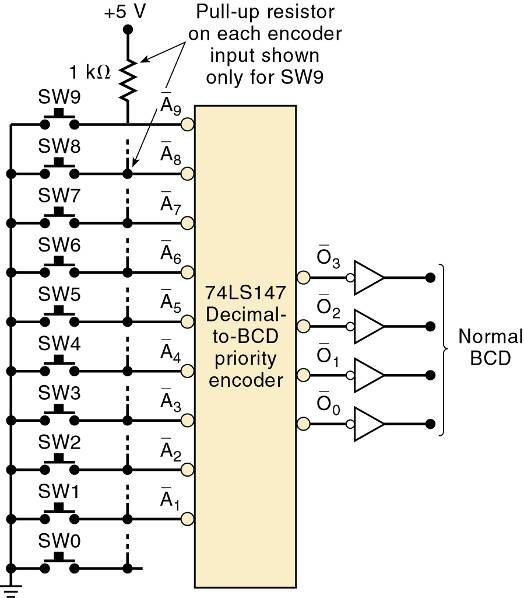 +5 V
Pull-up resistor
on each encoder
input shown
only for SW9
1 kΩ
SW9
A̅9
SW8
A̅8
SW7
A̅7
SW6
A̅6
SW5
A̅5
SW4
A̅4
SW3
A̅3
SW2
A̅2
SW1
A̅1
SW0
74LS147
Decimal-
to-BCD
priority
encoder
O̅3
O̅2
O̅1
O̅0
Normal
BCD